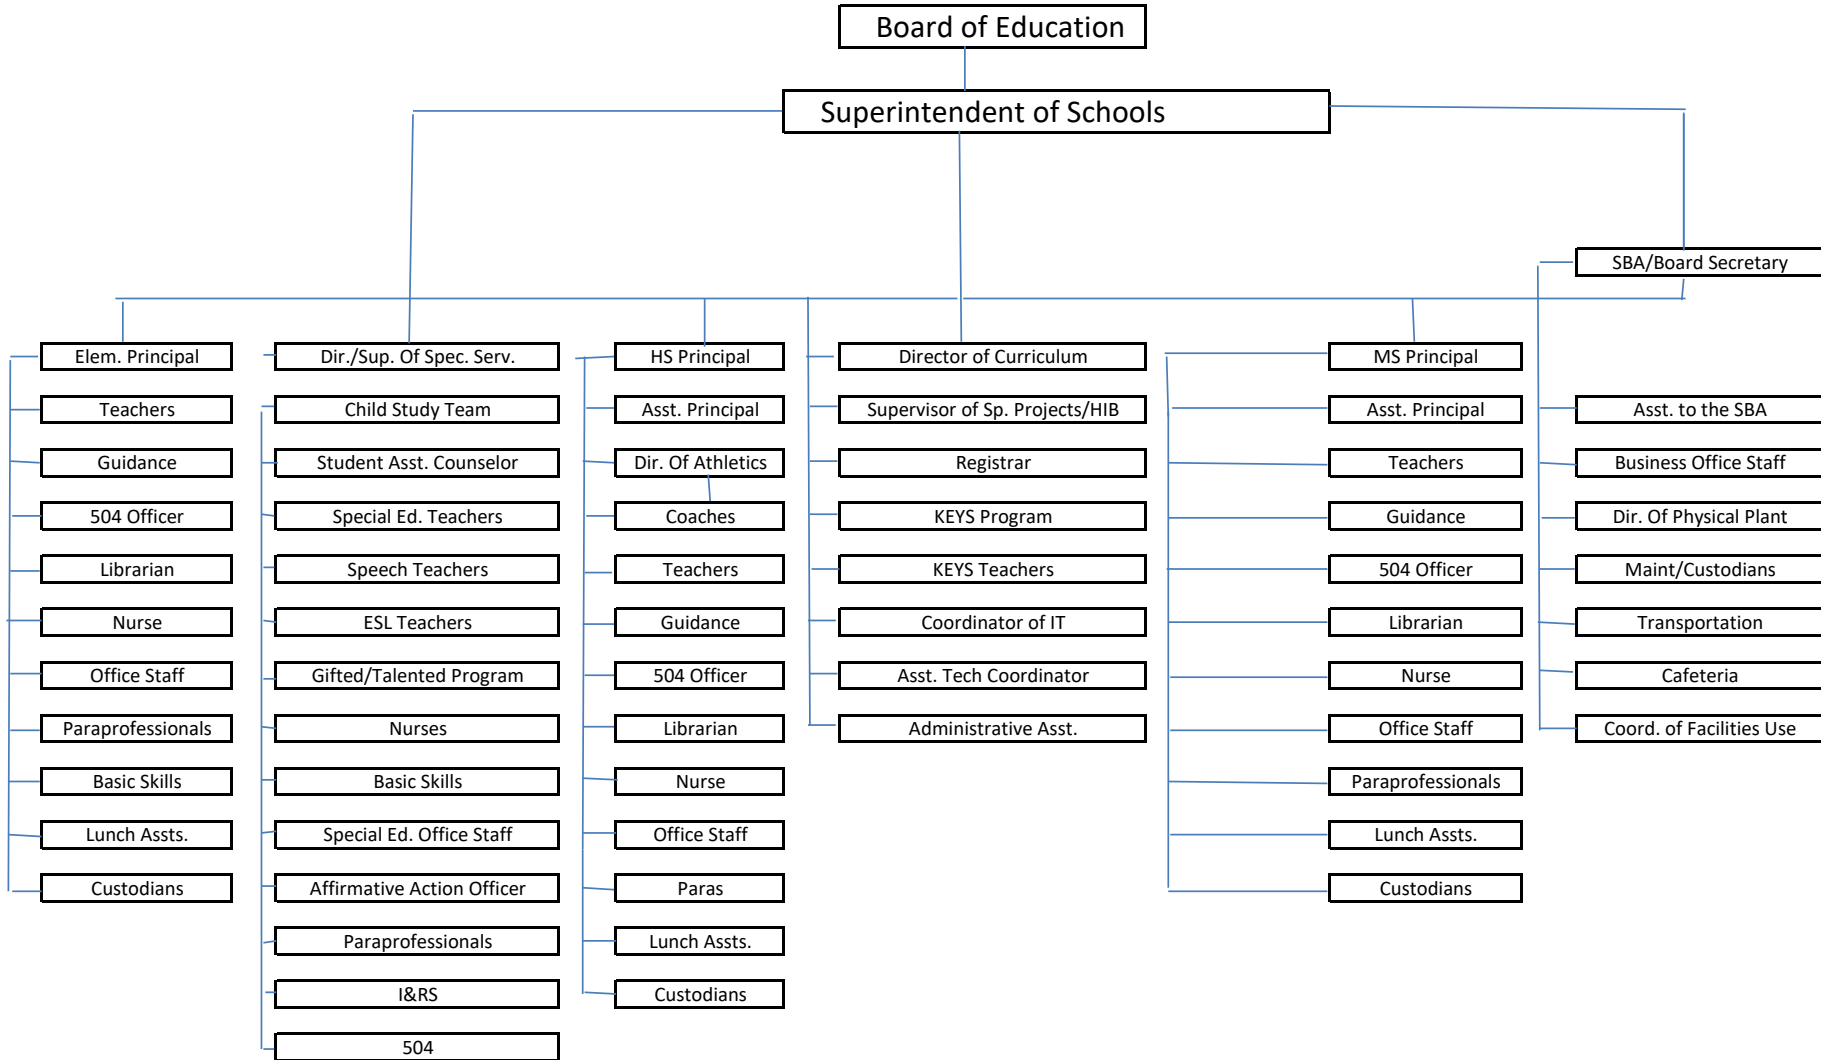 Board of Education
Superintendent of Schools
SBA/Board Secretary
Elem. Principal
Teachers
Guidance
504 Officer
Librarian
Nurse
Office Staff
Paraprofessionals
Basic Skills
Lunch Assts.
Custodians
Dir./Sup. Of Spec. Serv.
Child Study Team
Student Asst. Counselor
Special Ed. Teachers
Speech Teachers
ESL Teachers
Gifted/Talented Program
Nurses
Basic Skills
Special Ed. Office Staff
Affirmative Action Officer
Paraprofessionals
I&RS
504
HS Principal
Asst. Principal
Dir. Of Athletics
Coaches
Teachers
Guidance
504 Officer
Librarian
Nurse
Office Staff
Paras
Lunch Assts.
Custodians
Director of Curriculum
Supervisor of Sp. Projects/HIB
Registrar
KEYS Program
KEYS Teachers
Coordinator of IT
Asst. Tech Coordinator
Administrative Asst.
MS Principal
Asst. Principal
Teachers
Guidance
504 Officer
Librarian
Nurse
Office Staff
Paraprofessionals
Lunch Assts.
Custodians
Asst. to the SBA
Business Office Staff
Dir. Of Physical Plant
Maint/Custodians
Transportation
Cafeteria
Coord. of Facilities Use